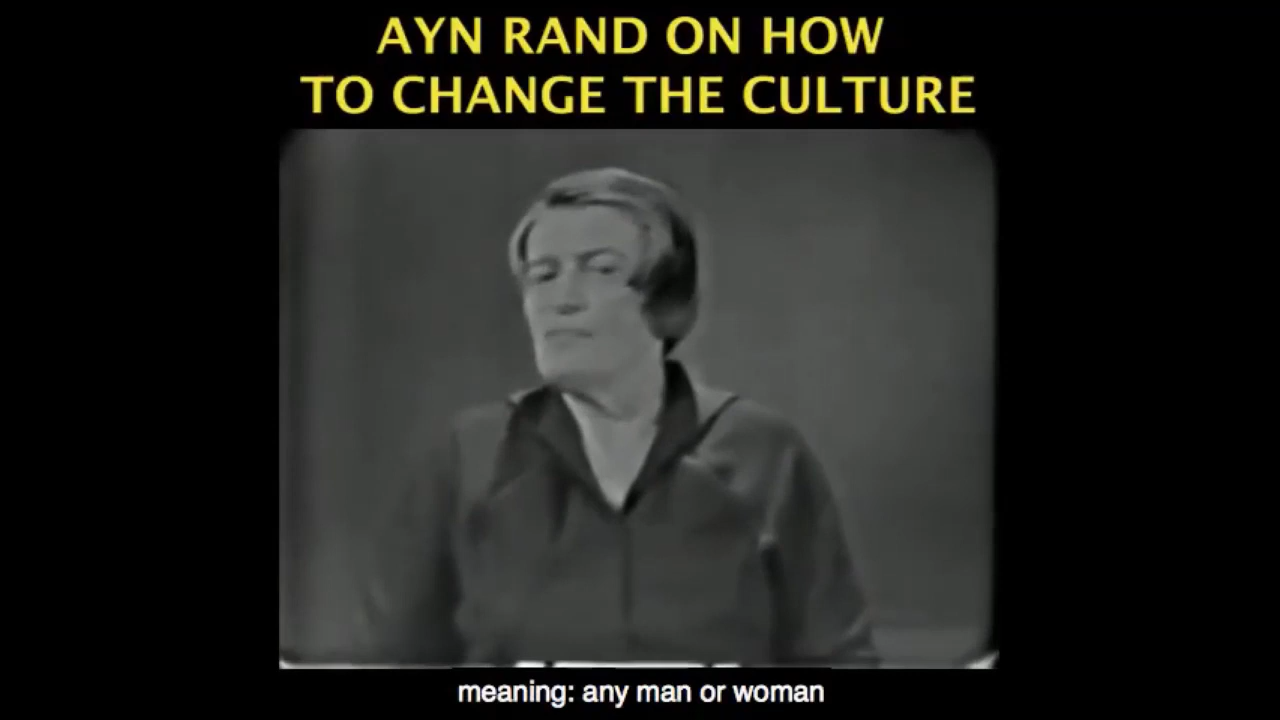 AYN RAND ON HOW
TO CHANGE THE CULTURE
meaning: any man or woman